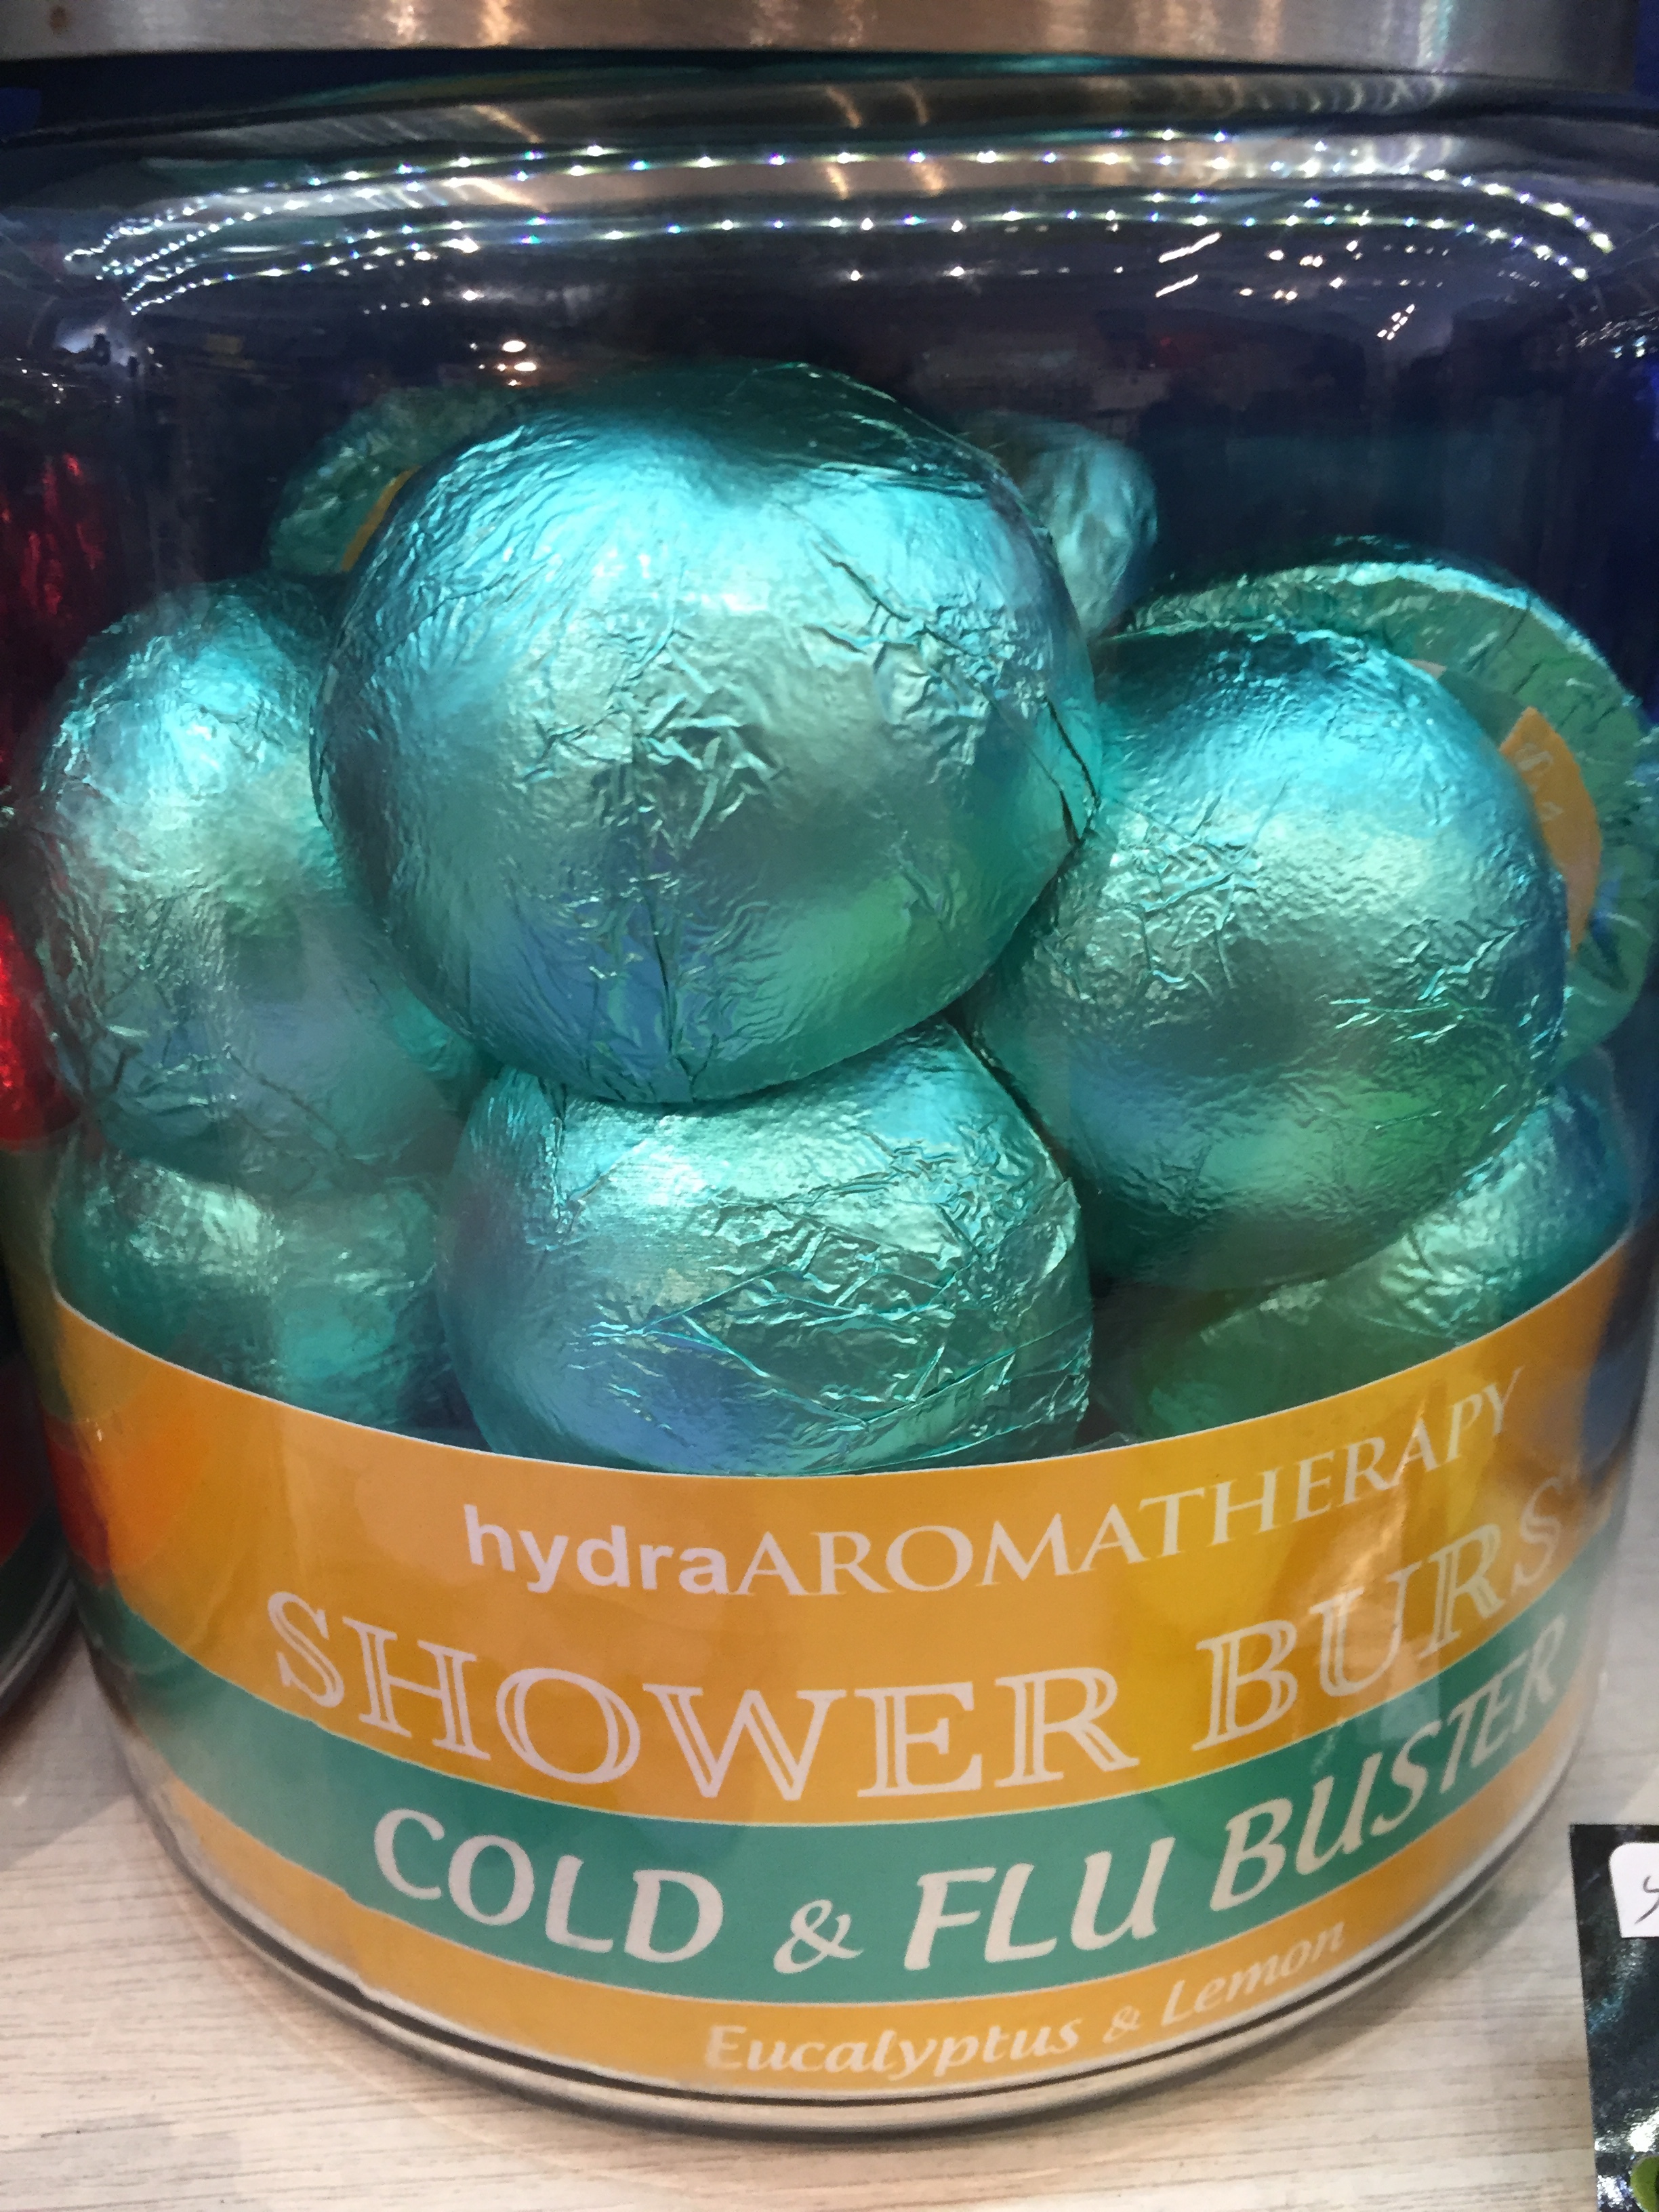 hydraAROMATHERAPY
SHOWER BURS
COLD & FLU BUSTER
Eucalyptus & Lemon